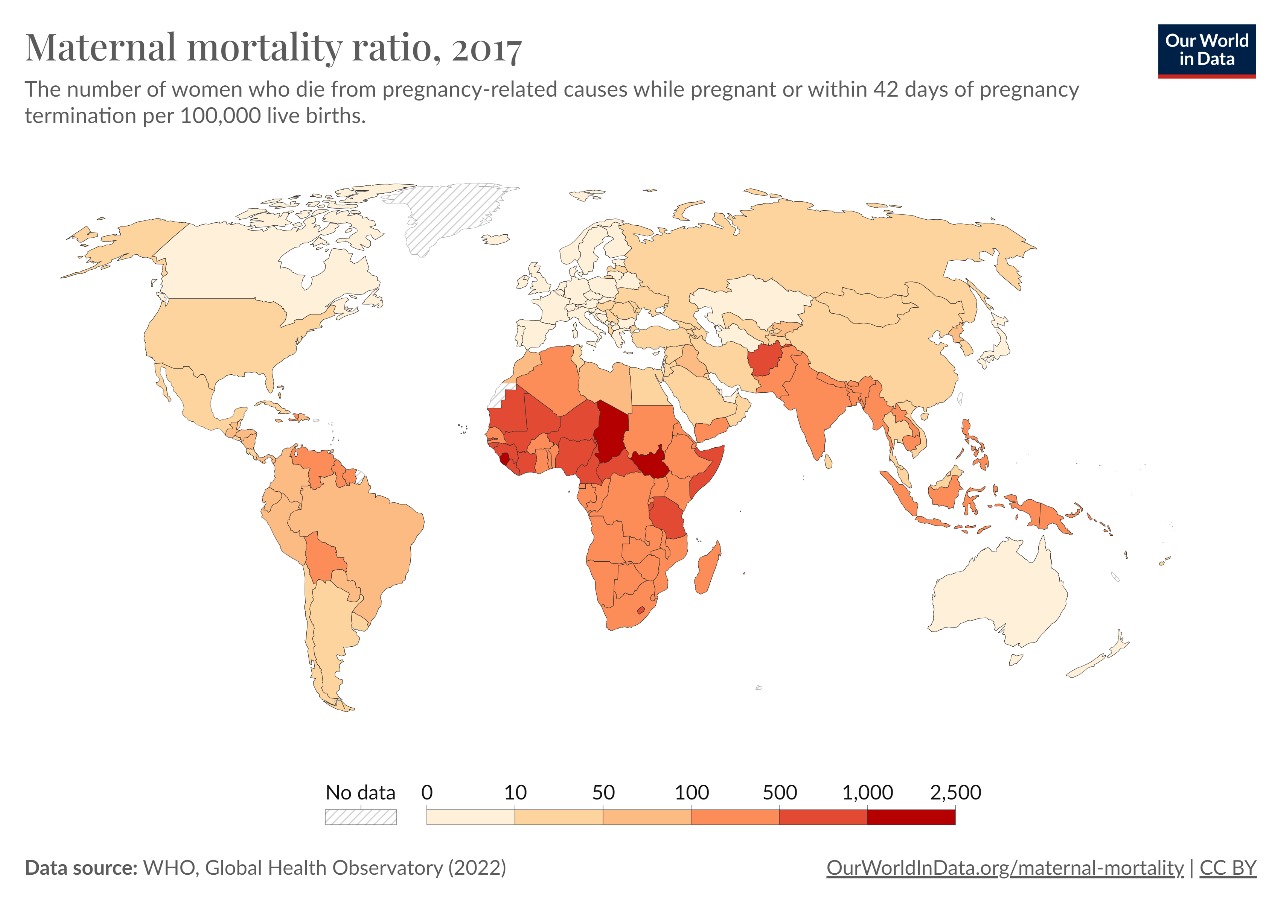 Maternal mortality ratio, 2017
Our World
in Data
The number of women who die from pregnancy-related causes while pregnant or within 42 days of pregnancy
termination per 100,000 live births.
No data 0 10 50 100 500 1,000 2,500
Data source: WHO, Global Health Observatory (2022)
OurWorldInData.org/maternal-mortality | CC BY